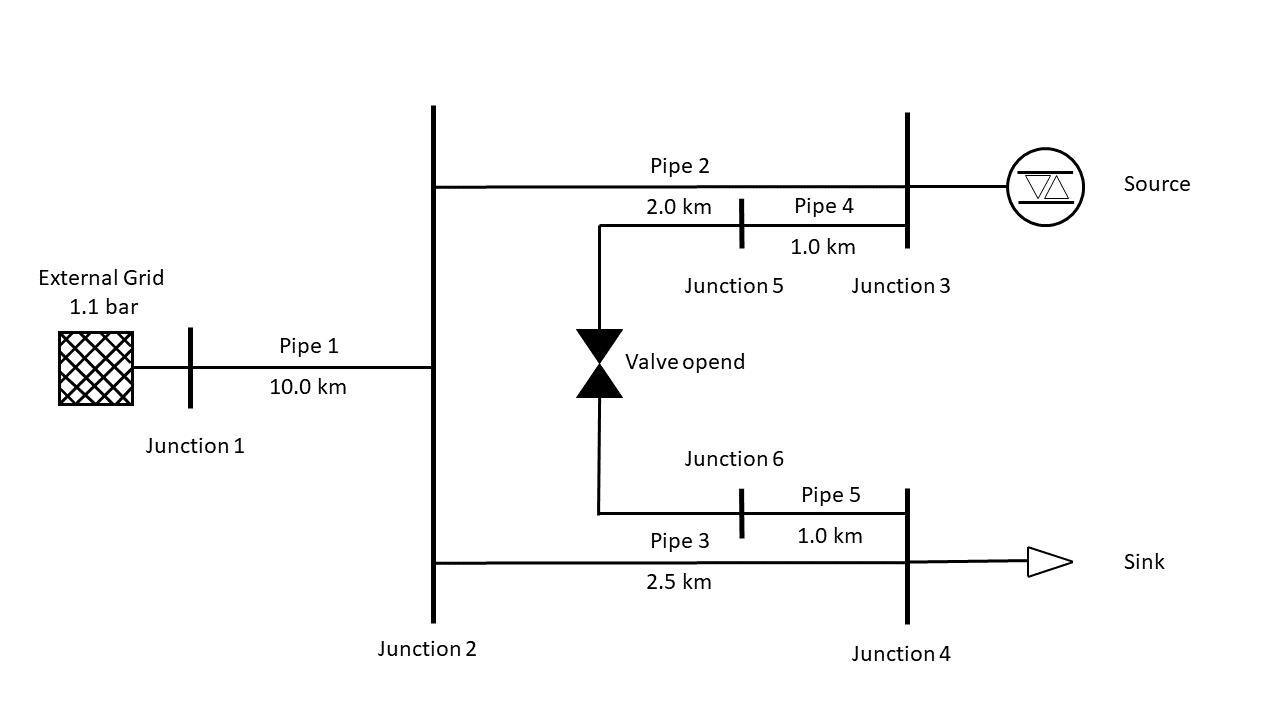 Pipe 2
2.0 km
Pipe 4
1.0 km
Source
Junction 5
Junction 3
External Grid
1.1 bar
Pipe 1
10.0 km
Junction 1
Valve opend
Junction 6
Pipe 5
1.0 km
Pipe 3
2.5 km
Sink
Junction 2
Junction 4